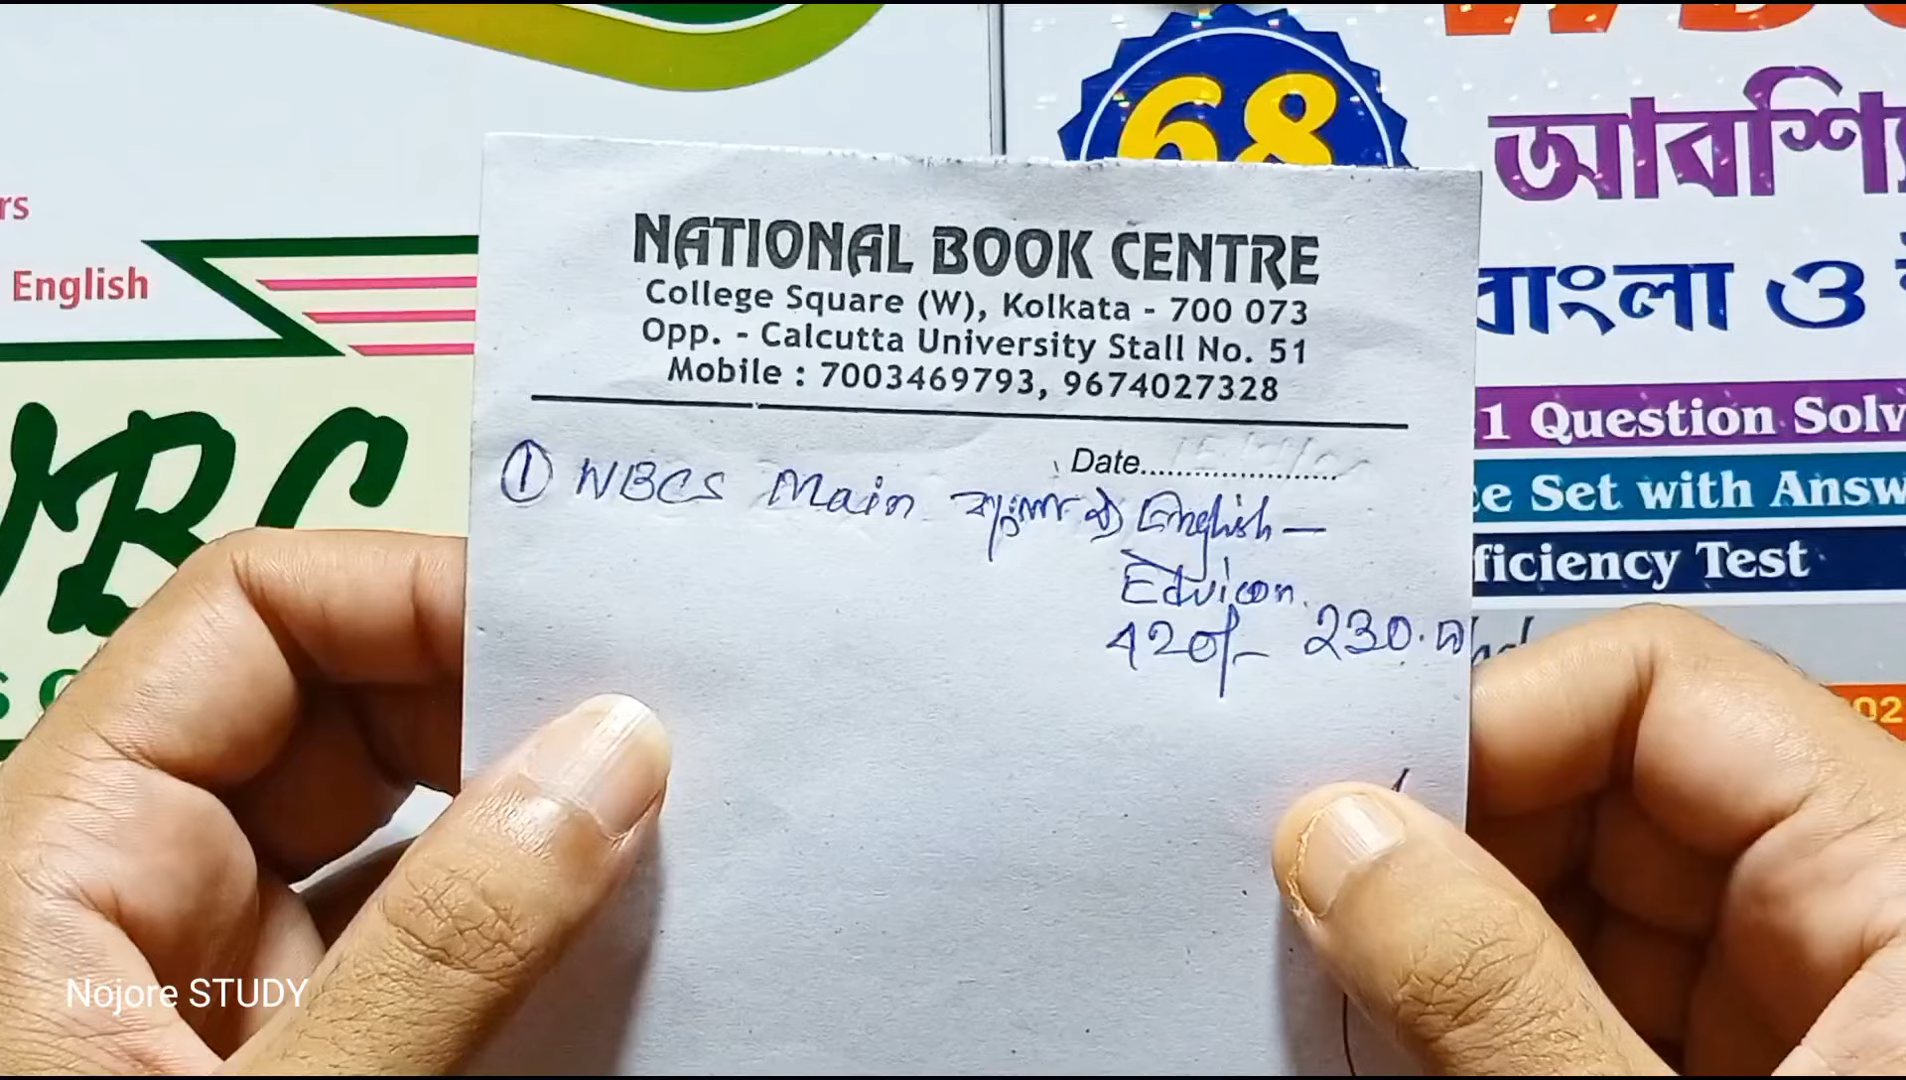 68
আবশ্যি
বাংলা ও
1 Question Solv
ce Set with Answ
ficiency Test
rs
English
NATIONAL BOOK CENTRE
College Square (W), Kolkata - 700 073
Opp. - Calcutta University Stall No. 51
Mobile : 7003469793, 9674027328
Date
① WBCS Main বাংলা ও English —
Edvicon
420/- 230.
Nojore STUDY